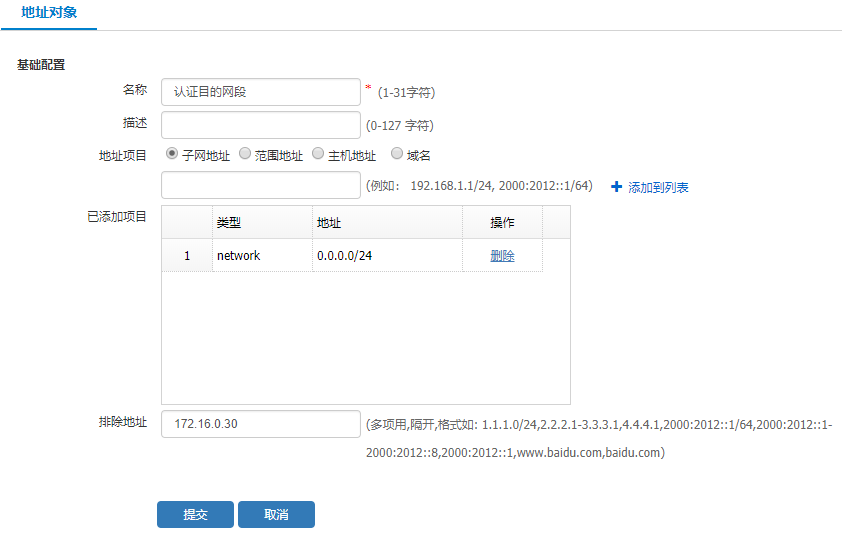 地址对象
基础配置
名称 认证目的网段 * (1-31字符)
描述 (0-127 字符)
地址项目 子网地址 范围地址 主机地址 域名
(例如: 192.168.1.1/24, 2000:2012::1/64) + 添加到列表
已添加项目 类型 地址 操作
1 network 0.0.0.0/24 删除
排除地址 172.16.0.30 (多项用,隔开,格式如: 1.1.1.0/24,2.2.2.1-3.3.3.1,4.4.4.1,2000:2012::1/64,2000:2012::1-
2000:2012::8,2000:2012::1,www.baidu.com,baidu.com)
提交 取消